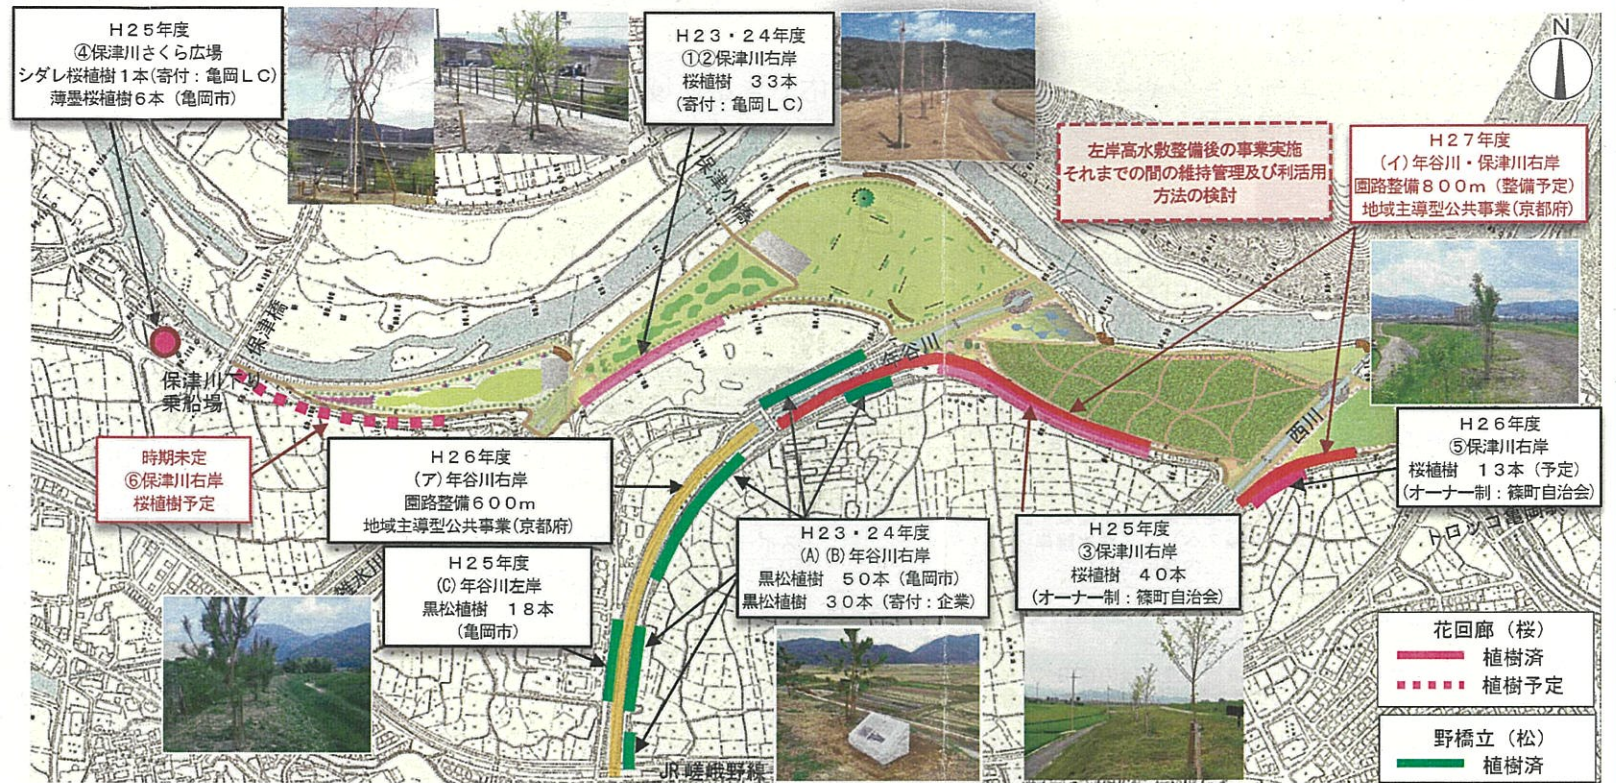 H25年度
④保津川さくら広場
シダレ桜植樹1本(寄付：亀岡LC)
薄墨桜植樹6本（亀岡市）
H23・24年度
①②保津川右岸
桜植樹　33本
(寄付：亀岡LC)
N
左岸高水敷整備後の事業実施
それまでの間の維持管理及び利活用
方法の検討
H27年度
(イ)年谷川・保津川右岸
園路整備800m（整備予定）
地域主導型公共事業(京都府)
保津小橋
保津橋
保津川下り
乗船場
年谷川
西川
時期未定
⑥保津川右岸
桜植樹予定
H26年度
(ア)年谷川右岸
園路整備600m
地域主導型公共事業(京都府)
H26年度
⑤保津川右岸
桜植樹　13本（予定）
(オーナー制：篠町自治会)
トロッコ亀岡駅
H25年度
(C)年谷川左岸
黒松植樹　18本
(亀岡市)
雑水川
H23・24年度
(A)(B)年谷川右岸
黒松植樹　50本（亀岡市）
黒松植樹　30本（寄付：企業）
H25年度
③保津川右岸
桜植樹　40本
(オーナー制：篠町自治会)
JR嵯峨野線
花回廊（桜）
植樹済
植樹予定
野橋立（松）
植樹済